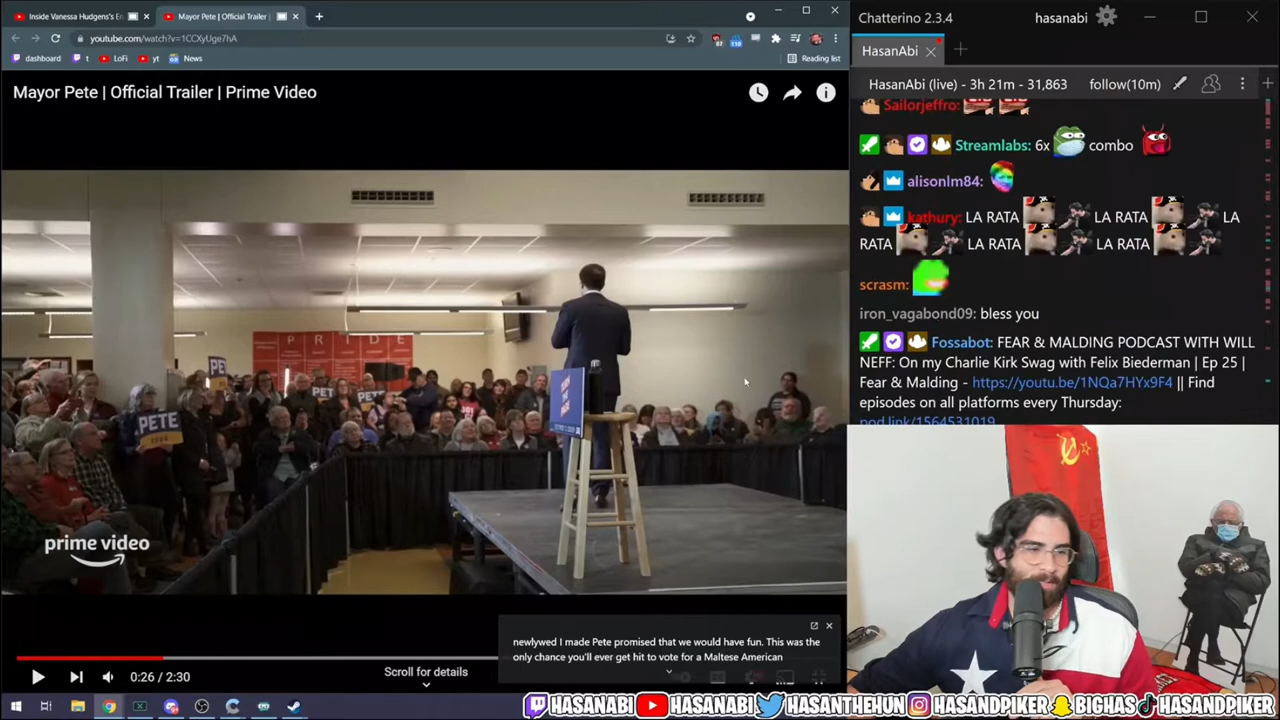 Inside Vanessa Hudgens's En
Mayor Pete | Official Trailer |
youtube.com/watch?v=1CCXyUge7hA
dashboard
t
LoFi
yt
News
Reading list
Mayor Pete | Official Trailer | Prime Video
PRIDE
PETE
PETE
PETE
prime video
newlywed I made Pete promised that we would have fun. This was the
only chance you'll ever get hit to vote for a Maltese American
0:26 / 2:30
Scroll for details
Chatterino 2.3.4
hasanabi
HasanAbi
HasanAbi (live) - 3h 21m - 31,863
follow(10m)
Sailorjeffro:
Streamlabs: 6x combo
alisonlm84:
kathury: LA RATA LA RATA LA
RATA LA RATA LA RATA
scrasm:
iron_vagabond09: bless you
Fossabot: FEAR & MALDING PODCAST WITH WILL
NEFF: On my Charlie Kirk Swag with Felix Biederman | Ep 25 |
Fear & Malding - https://youtu.be/1NQa7HYx9F4 || Find
episodes on all platforms every Thursday:
pod.link/1564531019
HASANABI HASANABI HASANTHEHUN HASANDPIKER BIGHAS HASANDPIKER